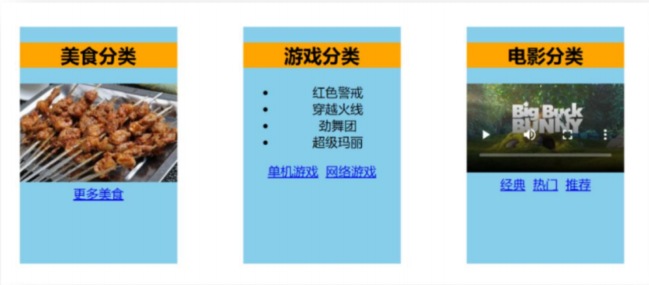 美食分类
更多美食
游戏分类
红色警戒
穿越火线
劲舞团
超级玛丽
单机游戏 网络游戏
电影分类
Big Buck
BUNNY
经典 热门 推荐